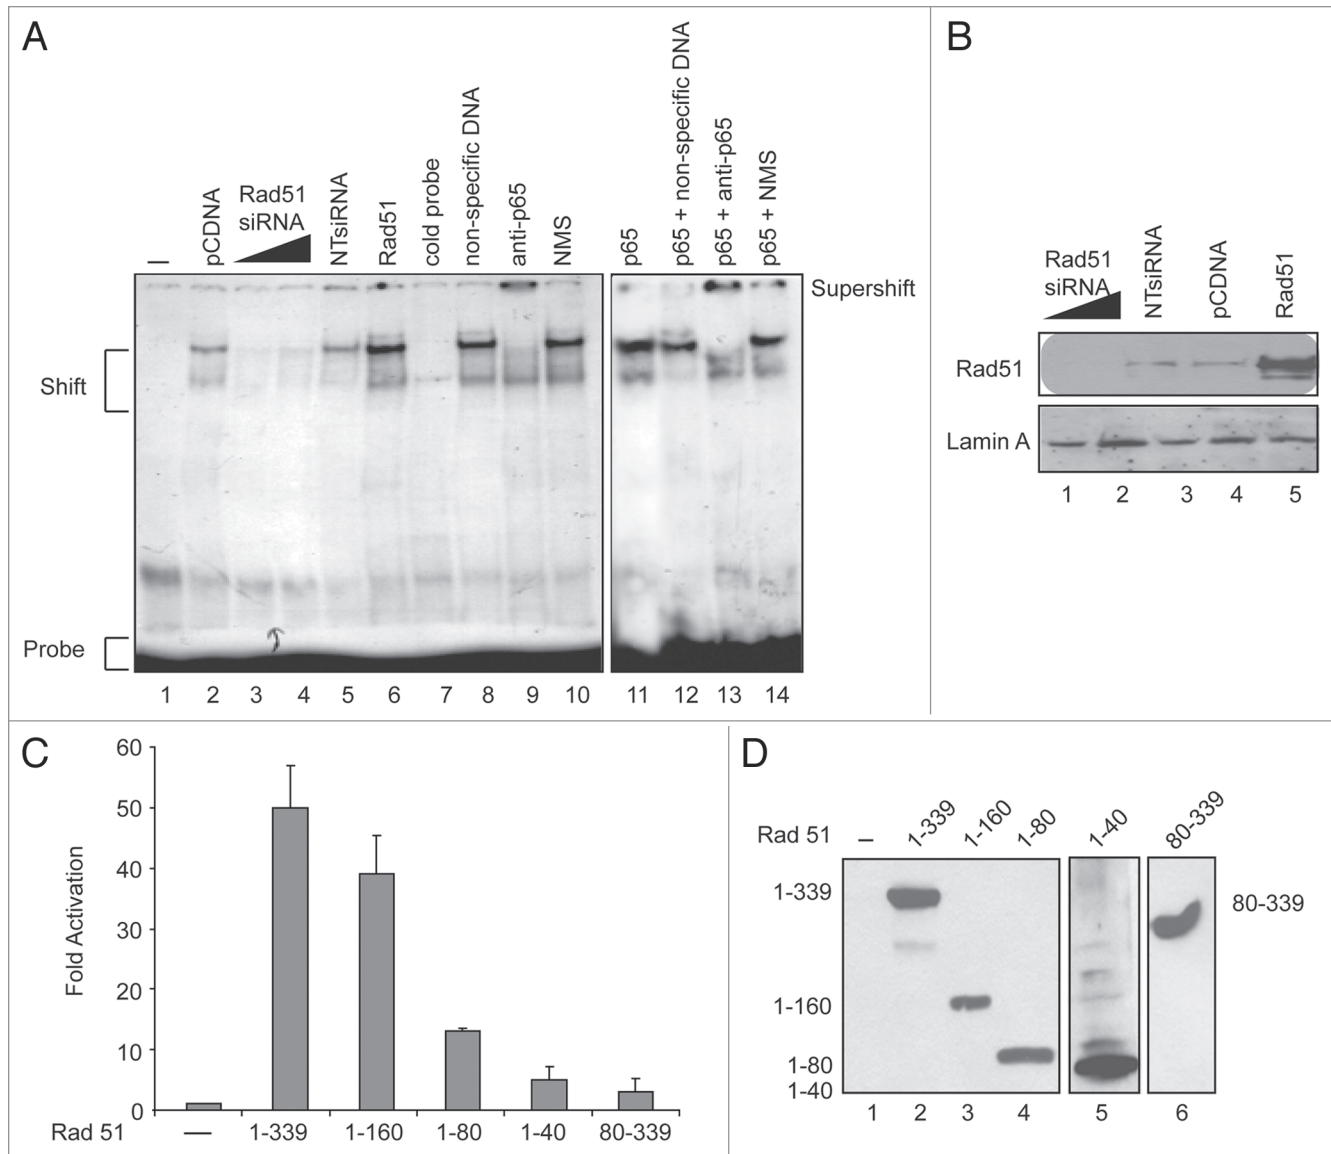 A
—
pCDNA
Rad51
siRNA
NTsiRNA
Rad51
cold probe
non-specific DNA
anti-p65
NMS
p65
p65 + non-specific DNA
p65 + anti-p65
p65 + NMS
Supershift
Shift
Probe
1 2 3 4 5 6 7 8 9 10 11 12 13 14
B
Rad51
siRNA
NTsiRNA
pCDNA
Rad51
Rad51
Lamin A
1 2 3 4 5
C
60
50
40
30
20
10
0
Fold Activation
Rad 51 — 1-339 1-160 1-80 1-40 80-339
D
Rad 51 – 1-339 1-160 1-80 1-40 80-339
1-339
80-339
1-160
1-80
1-40
1 2 3 4 5 6